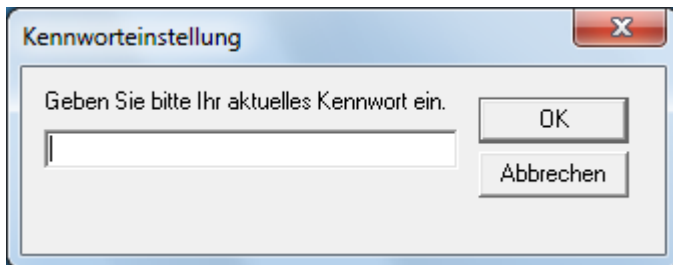 Kennworteinstellung
Geben Sie bitte Ihr aktuelles Kennwort ein.
OK
Abbrechen